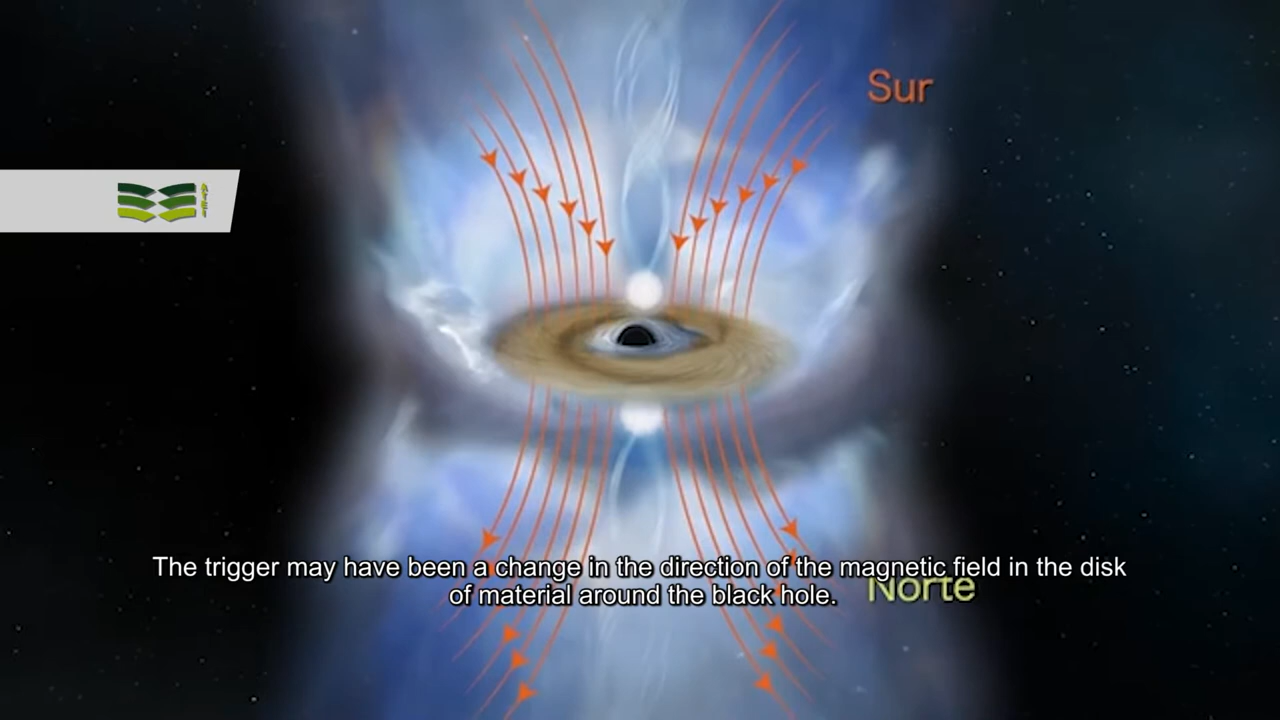 Sur
ATEI
The trigger may have been a change in the direction of the magnetic field in the disk
of material around the black hole.
Norte